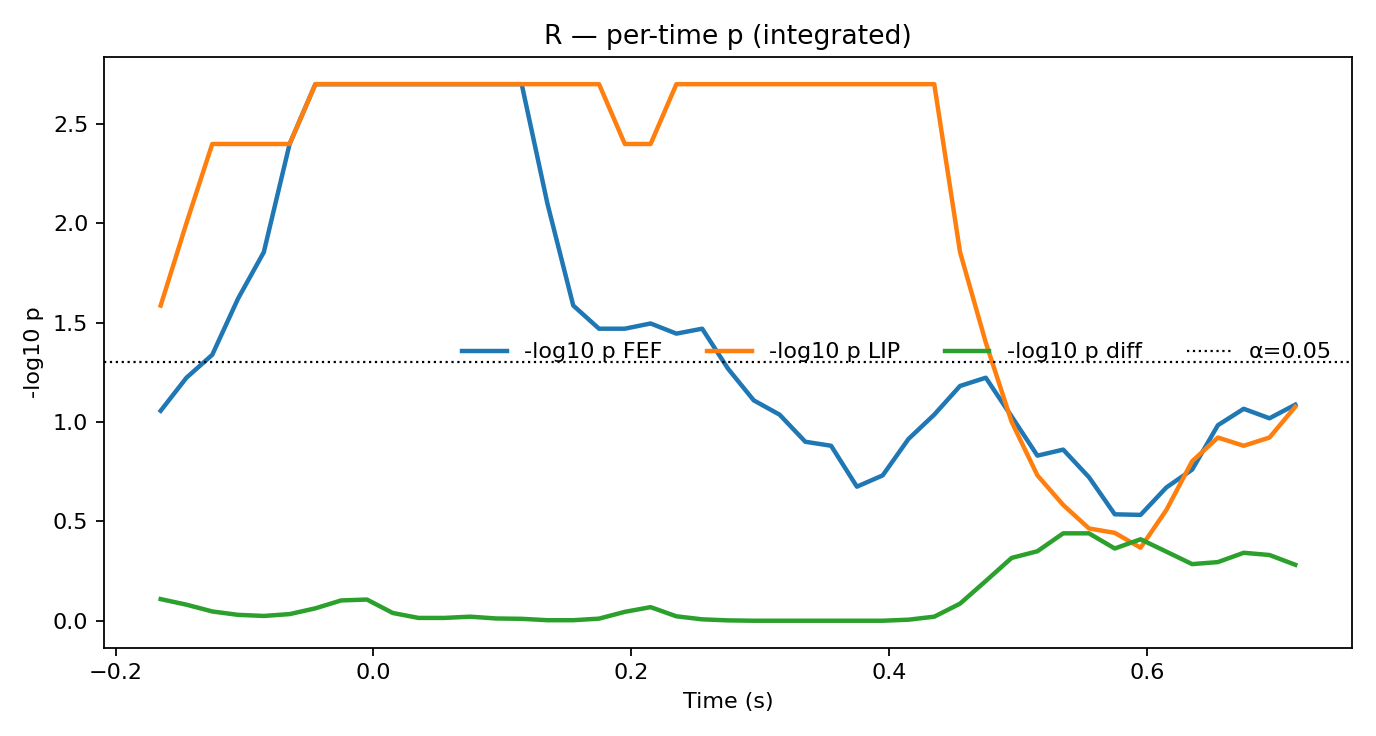 R — per-time p (integrated)
-log10 p
2.5
2.0
1.5
1.0
0.5
0.0
-log10 p FEF
-log10 p LIP
-log10 p diff
α=0.05
−0.2
0.0
0.2
0.4
0.6
Time (s)